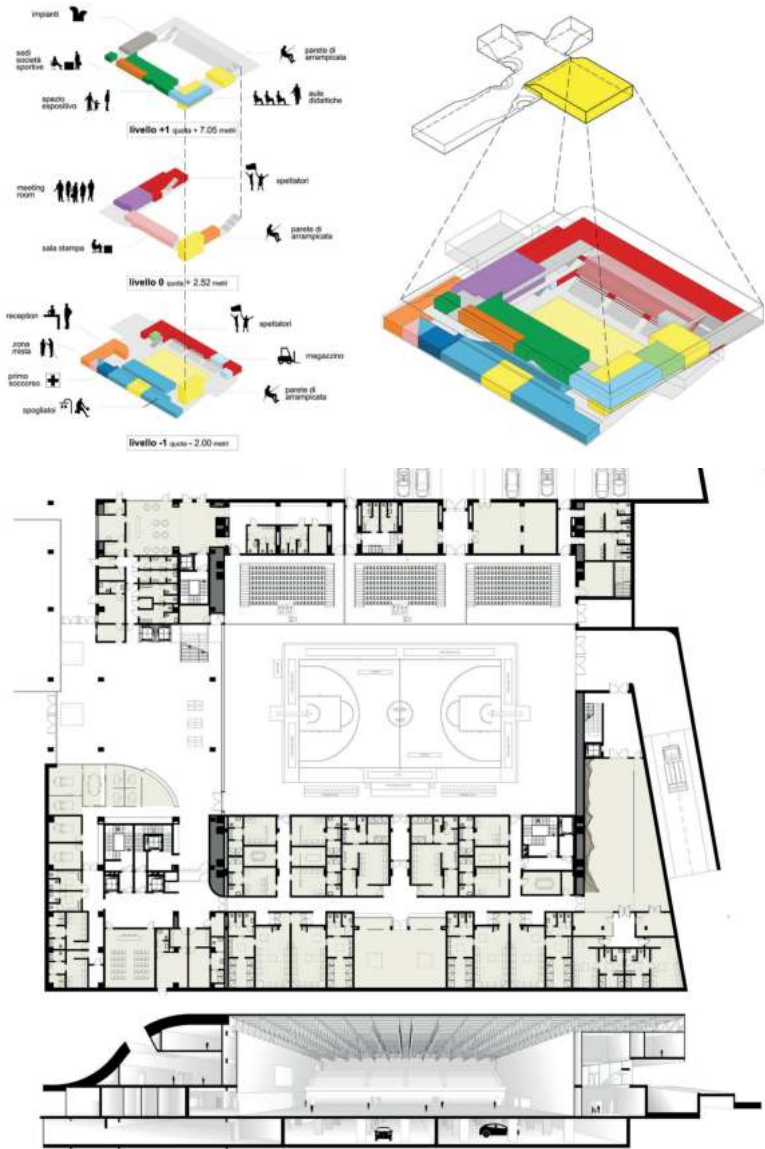 impianti
sedi
società
sportive
parete di
arrampicata
spazio
espositivo
aule
didattiche
livello +1 quota + 7.05 metri
meeting
room
spettatori
sala stampa
parete di
arrampicata
livello 0 quota + 2.52 metri
reception
spettatori
zona
mista
magazzino
primo
soccorso
parete di
arrampicata
spogliatoi
livello -1 quota - 2.00 metri